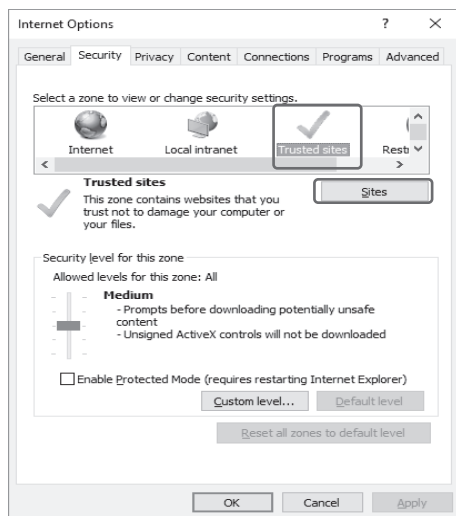 Internet Options ? ×
General Security Privacy Content Connections Programs Advanced
Select a zone to view or change security settings.
Internet Local intranet Trusted sites Restr
Trusted sites
Sites
This zone contains websites that you
trust not to damage your computer or
your files.
Security level for this zone
Allowed levels for this zone: All
Medium
- Prompts before downloading potentially unsafe
content
- Unsigned ActiveX controls will not be downloaded
Enable Protected Mode (requires restarting Internet Explorer)
Custom level... Default level
Reset all zones to default level
OK Cancel Apply